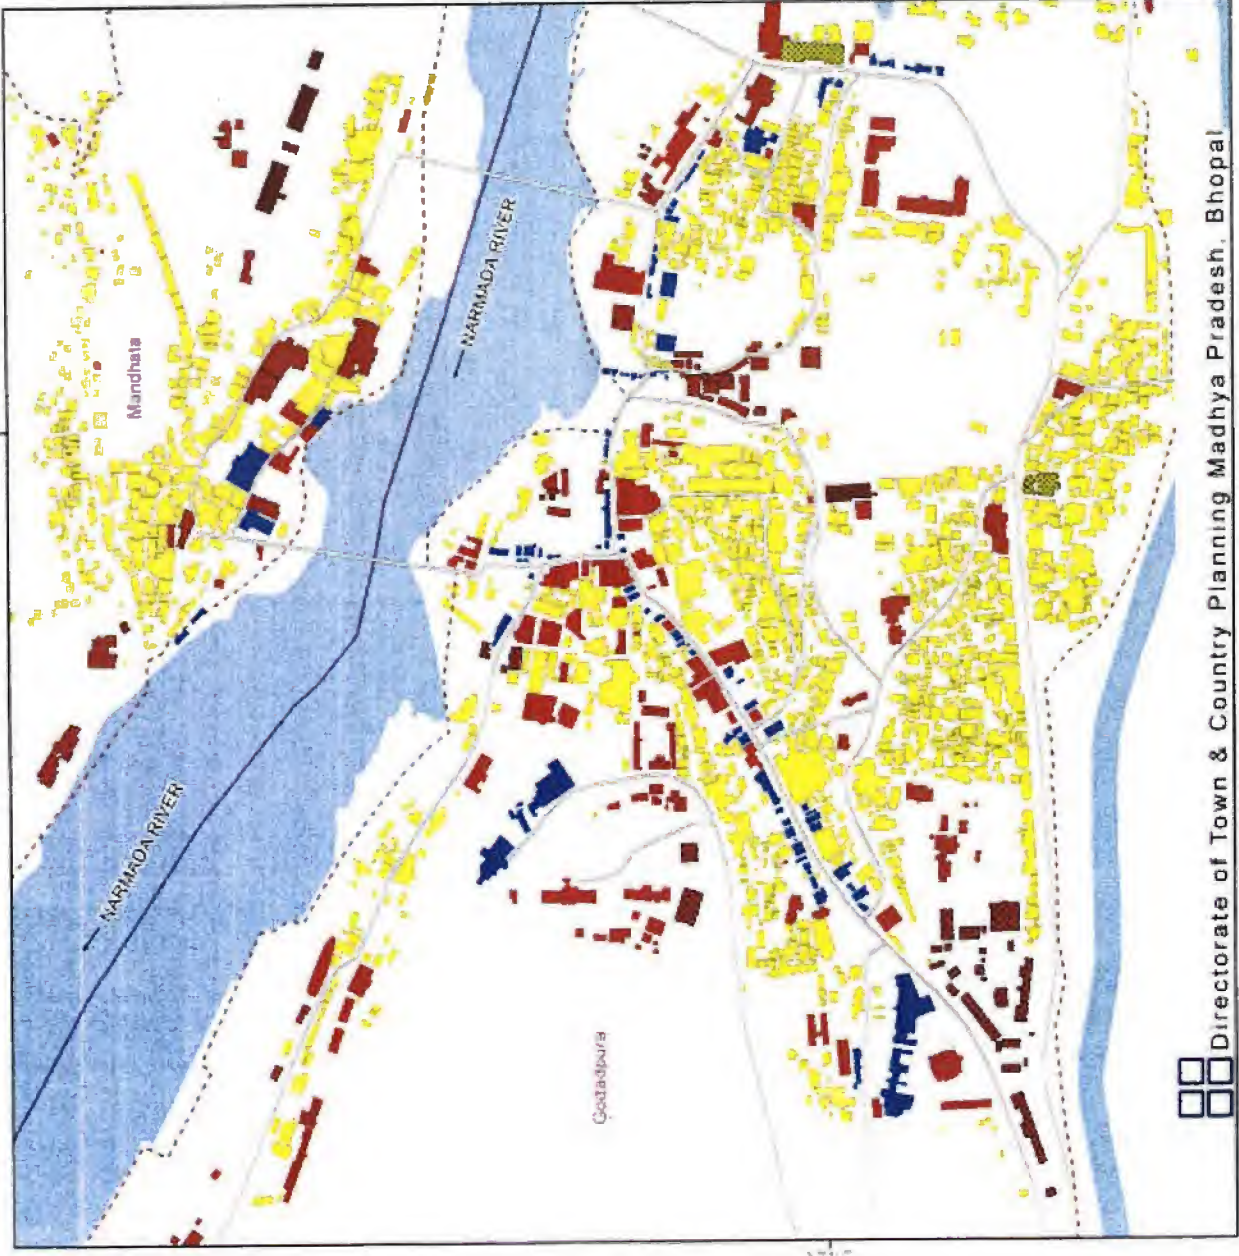 Mandhata
NARMADA RIVER
NARMADA RIVER
Godadpura
Directorate of Town & Country Planning Madhya Pradesh, Bhopal